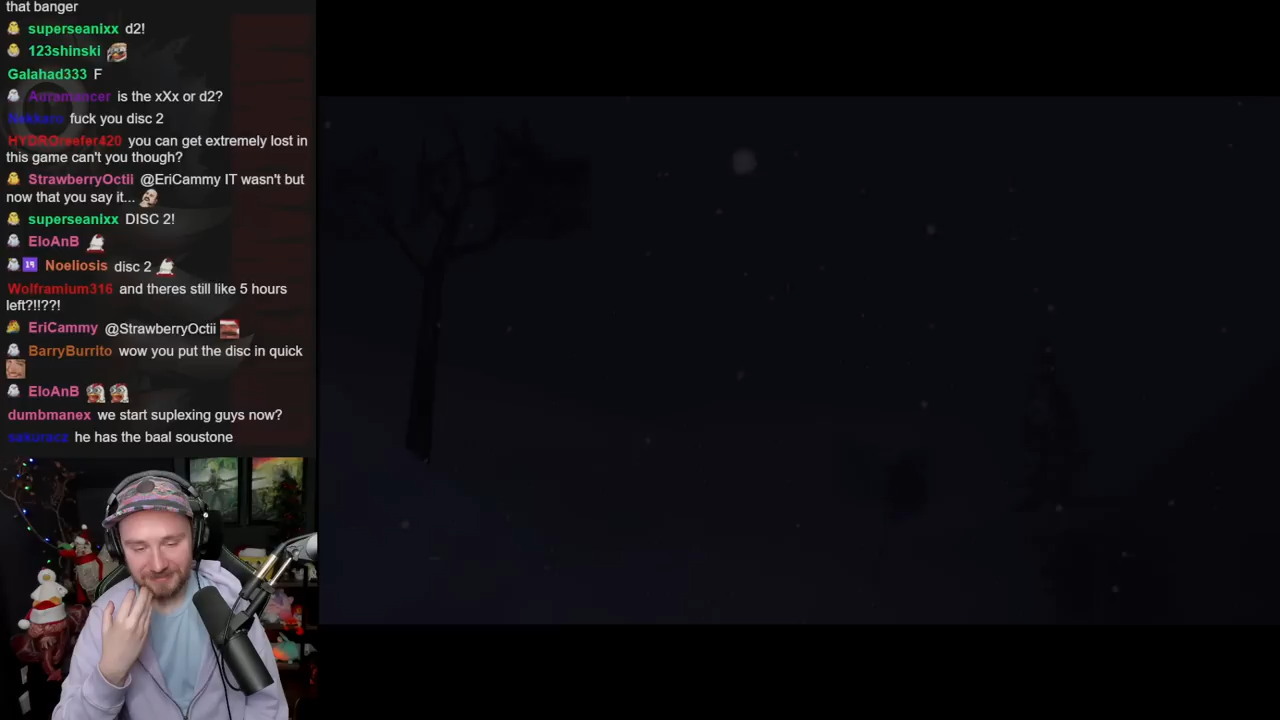 that banger
superseanixx d2!
123shinski
Galahad333 F
Auramancer is the xXx or d2?
fuck you disc 2
HYDROreefer420 you can get extremely lost in
this game can't you though?
StrawberryOctii @EriCammy IT wasn't but
now that you say it...
superseanixx DISC 2!
EloAnB
19 Noeliosis disc 2
Wolframium316 and theres still like 5 hours
left?!!??!
EriCammy @StrawberryOctii
BarryBurrito wow you put the disc in quick
EloAnB
dumbmanex we start suplexing guys now?
he has the baal soustone